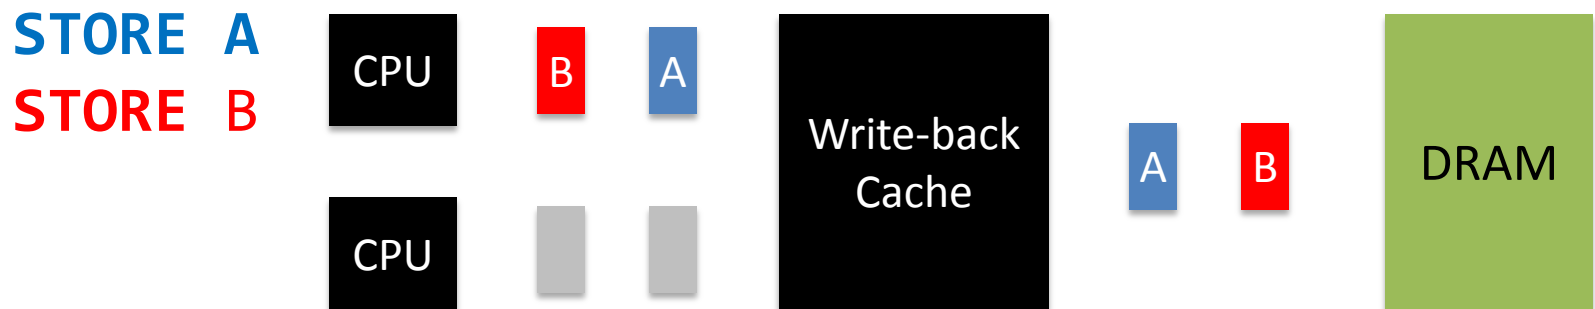 STORE A
STORE B
CPU
B
A
Write-back
Cache
A
B
DRAM
CPU